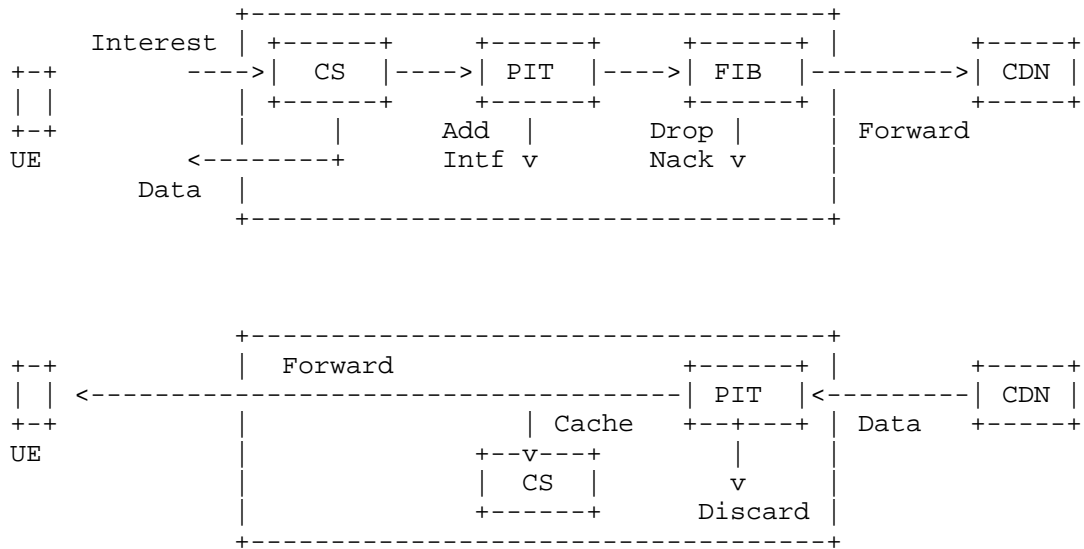 Interest
CS PIT FIB CDN
Add Drop Forward
UE Intf Nack
Data
Forward
PIT CDN
Cache Data
UE
CS
Discard